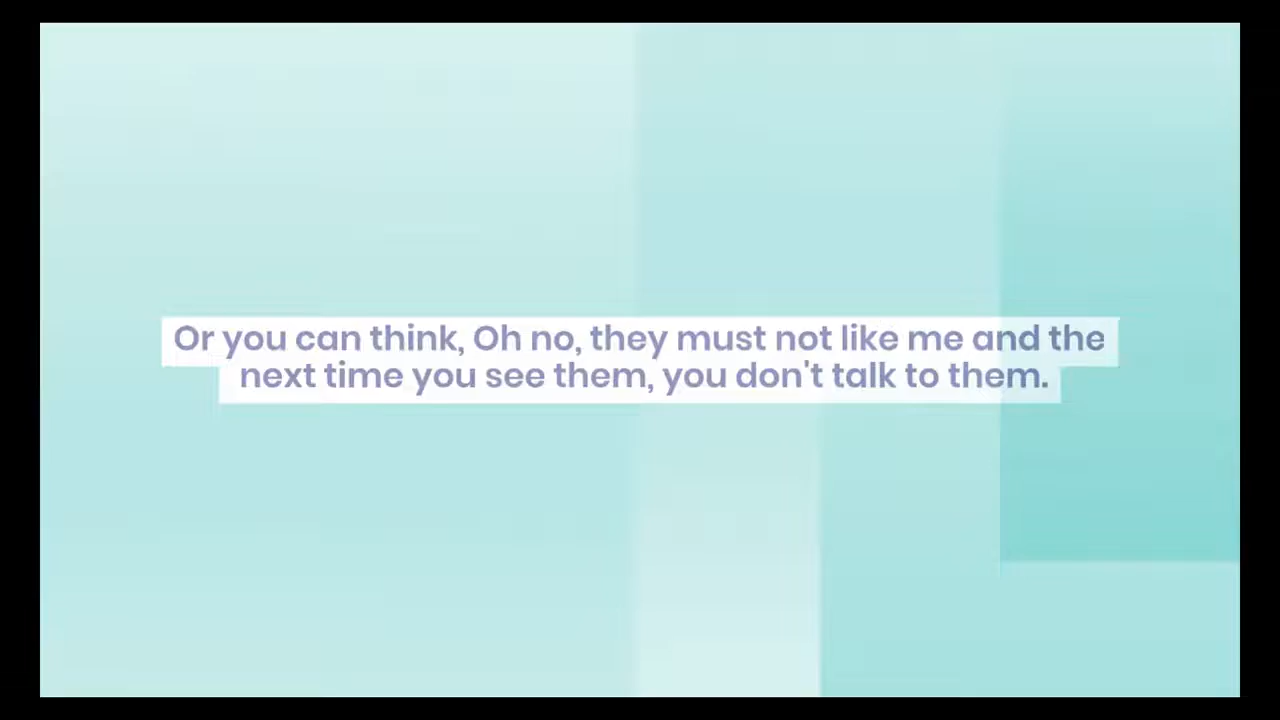 Or you can think, Oh no, they must not like me and the
next time you see them, you don't talk to them.